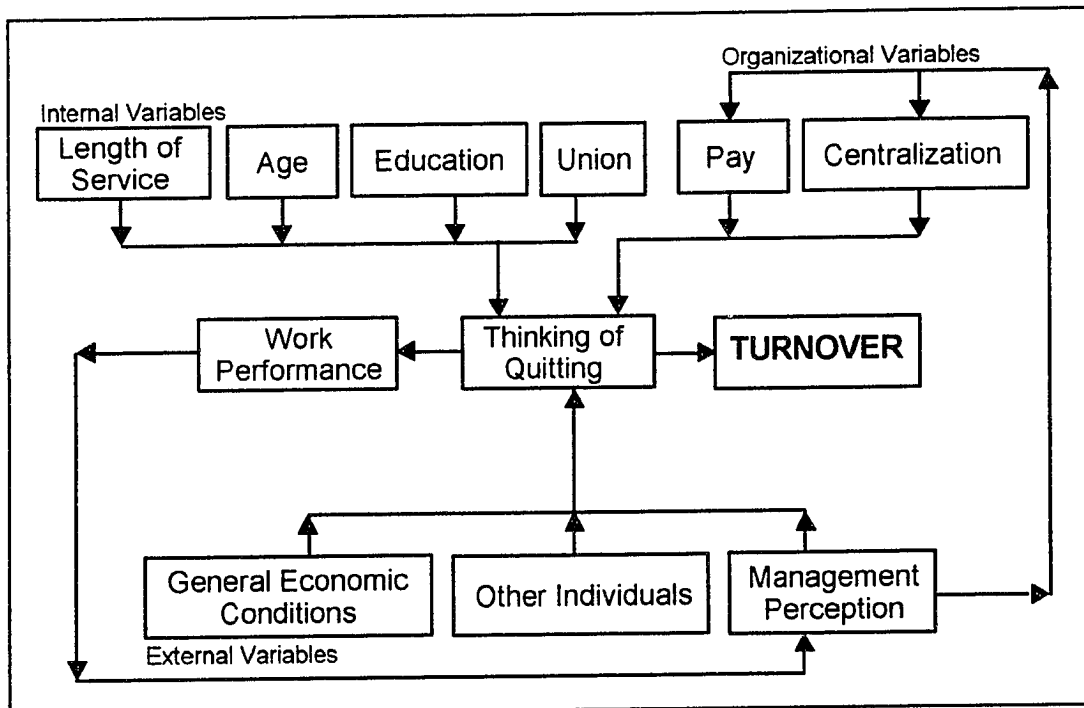 Organizational Variables
Internal Variables
Length of
Service
Age
Education
Union
Pay
Centralization
Work
Performance
Thinking of
Quitting
TURNOVER
General Economic
Conditions
Other Individuals
Management
Perception
External Variables